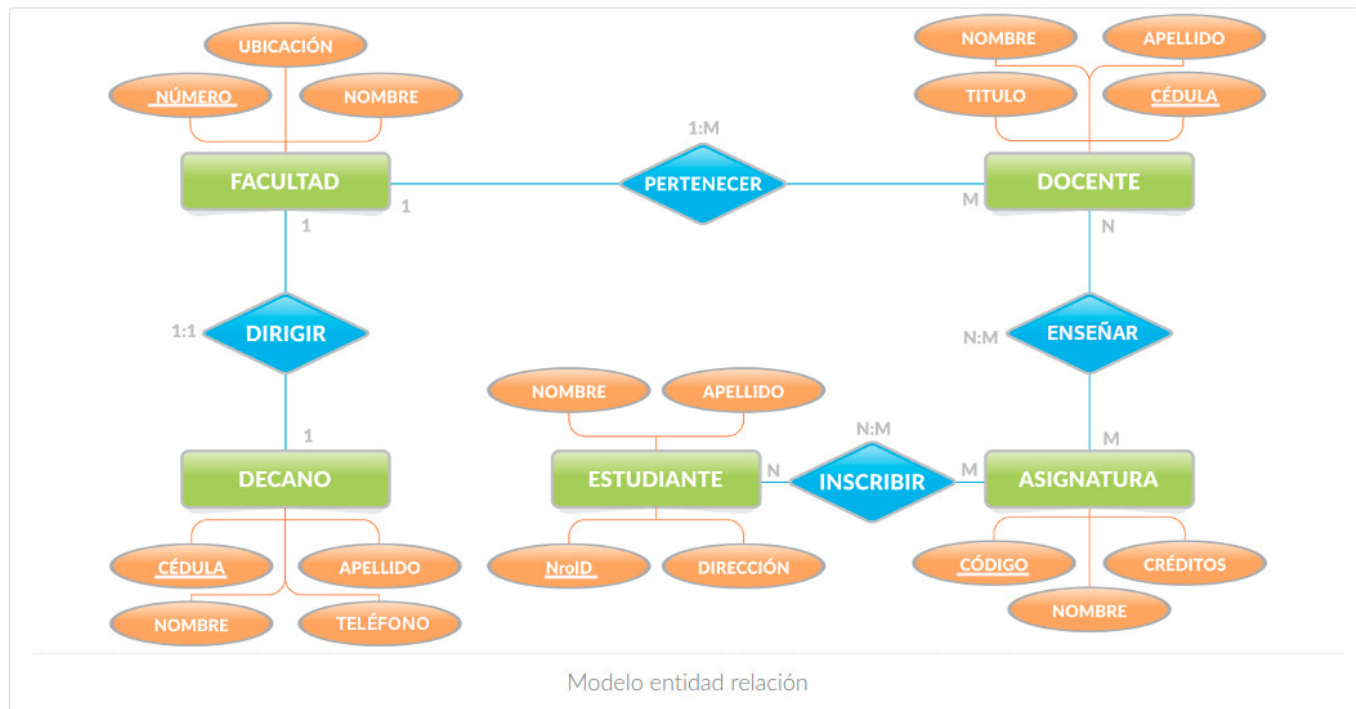 UBICACIÓN
NÚMERO
NOMBRE
FACULTAD
1
1
1:M
PERTENECER
NOMBRE
APELLIDO
TITULO
CÉDULA
DOCENTE
M
N
1:1
DIRIGIR
N:M
ENSEÑAR
1
DECANO
CÉDULA
APELLIDO
NOMBRE
TELÉFONO
NOMBRE
APELLIDO
ESTUDIANTE
N
NroID
DIRECCIÓN
N:M
INSCRIBIR
M
M
ASIGNATURA
CÓDIGO
CRÉDITOS
NOMBRE
Modelo entidad relación